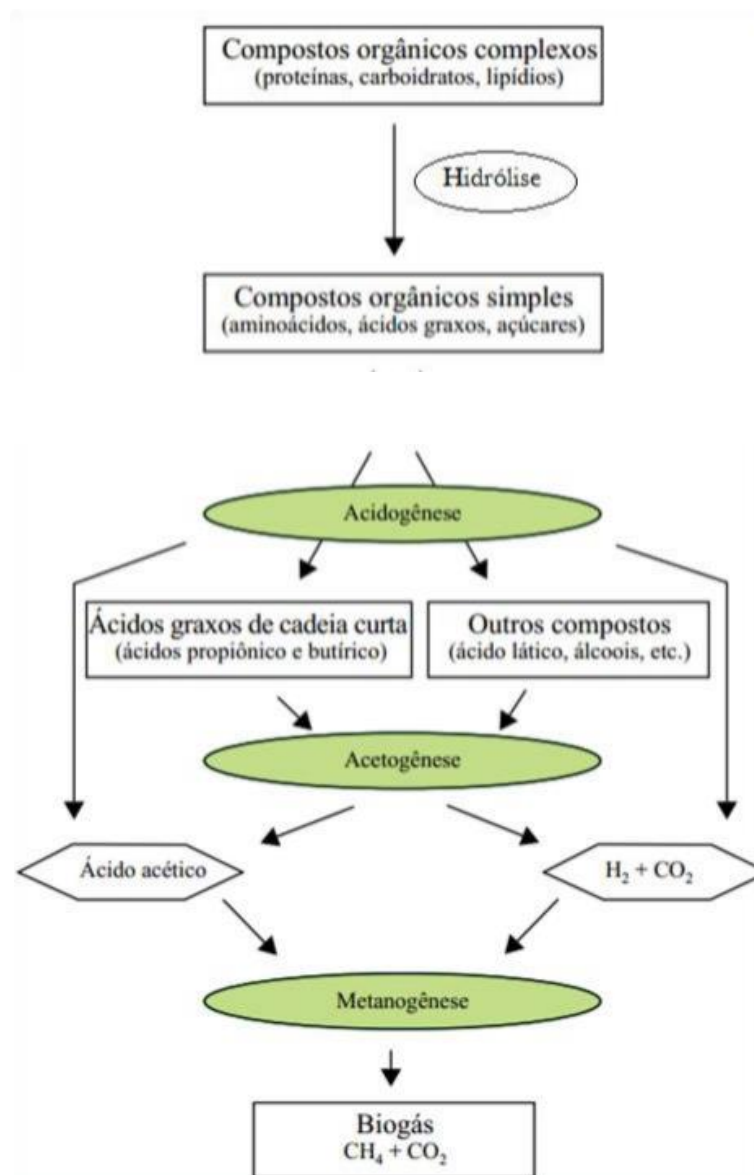 Compostos orgânicos complexos
(proteínas, carboidratos, lipídios)
Hidrólise
Compostos orgânicos simples
(aminoácidos, ácidos graxos, açúcares)
Acidogênese
Ácidos graxos de cadeia curta
(ácidos propiônico e butírico)
Outros compostos
(ácido lático, álcoois, etc.)
Acetogênese
Ácido acético
H₂ + CO₂
Metanogênese
Biogás
CH₄ + CO₂